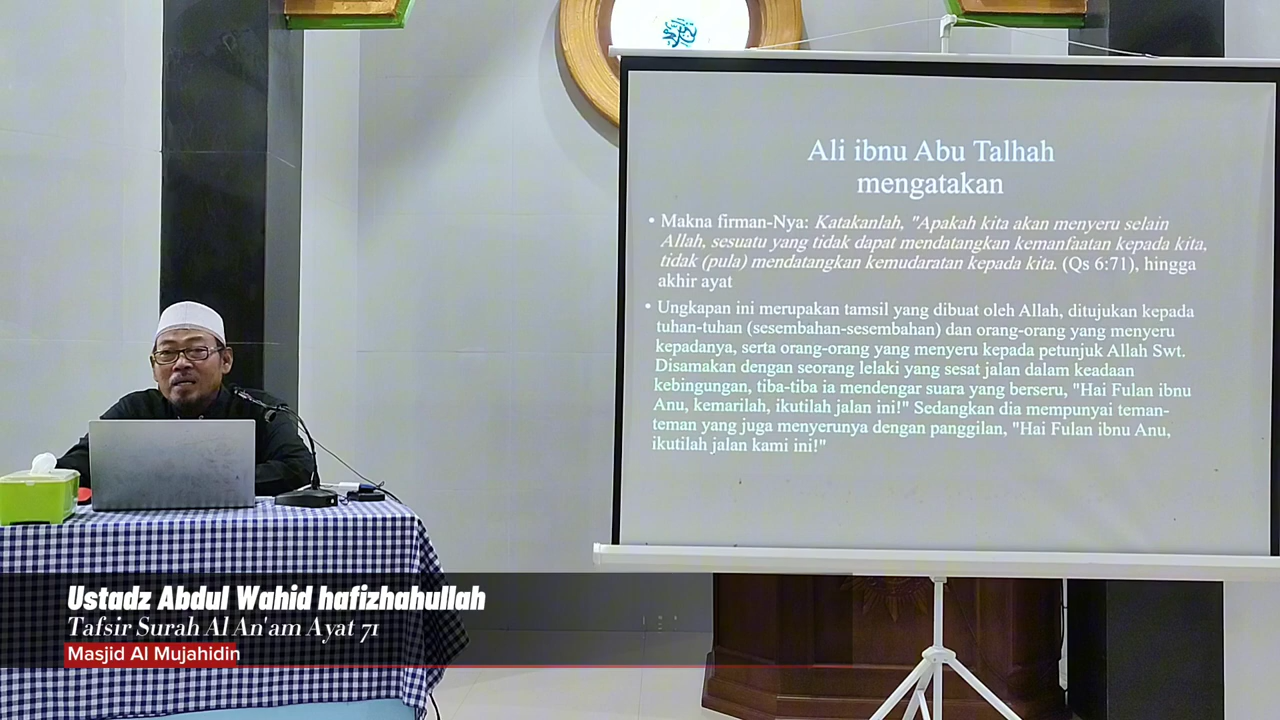 Ali ibnu Abu Talhah
mengatakan
• Makna firman-Nya: Katakanlah, "Apakah kita akan menyeru selain
Allah, sesuatu yang tidak dapat mendatangkan kemanfaatan kepada kita,
tidak (pula) mendatangkan kemudaratan kepada kita. (Qs 6:71), hingga
akhir ayat
• Ungkapan ini merupakan tamsil yang dibuat oleh Allah, ditujukan kepada
tuhan-tuhan (sesembahan-sesembahan) dan orang-orang yang menyeru
kepadanya, serta orang-orang yang menyeru kepada petunjuk Allah Swt.
Disamakan dengan seorang lelaki yang sesat jalan dalam keadaan
kebingungan, tiba-tiba ia mendengar suara yang berseru, "Hai Fulan ibnu
Anu, kemarilah, ikutilah jalan ini!" Sedangkan dia mempunyai teman-
teman yang juga menyerunya dengan panggilan, "Hai Fulan ibnu Anu,
ikutilah jalan kami ini!"
Ustadz Abdul Wahid hafizhahullah
Tafsir Surah Al An'am Ayat 71
Masjid Al Mujahidin